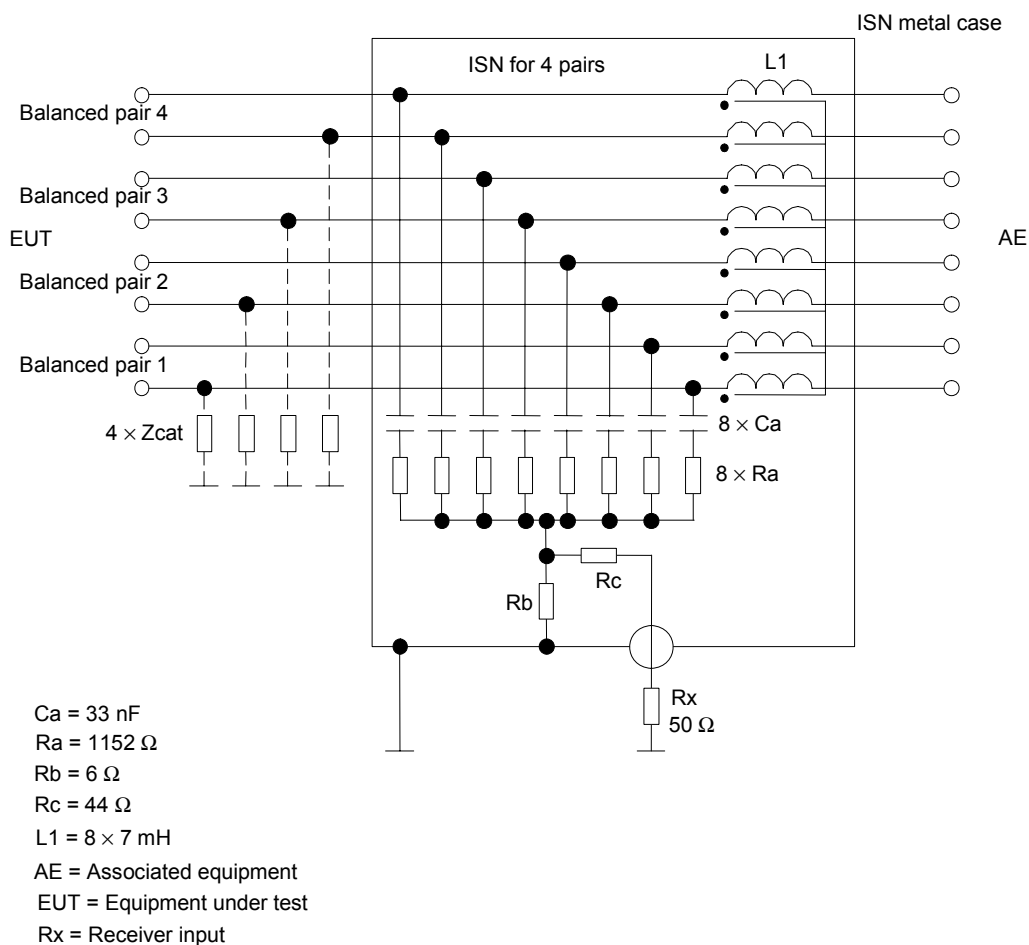 ISN metal case
ISN for 4 pairs
L1
Balanced pair 4
Balanced pair 3
EUT
AE
Balanced pair 2
Balanced pair 1
4 × Zcat
8 × Ca
8 × Ra
Rc
Rb
Rx
50 Ω
Ca = 33 nF
Ra = 1152 Ω
Rb = 6 Ω
Rc = 44 Ω
L1 = 8 × 7 mH
AE = Associated equipment
EUT = Equipment under test
Rx = Receiver input